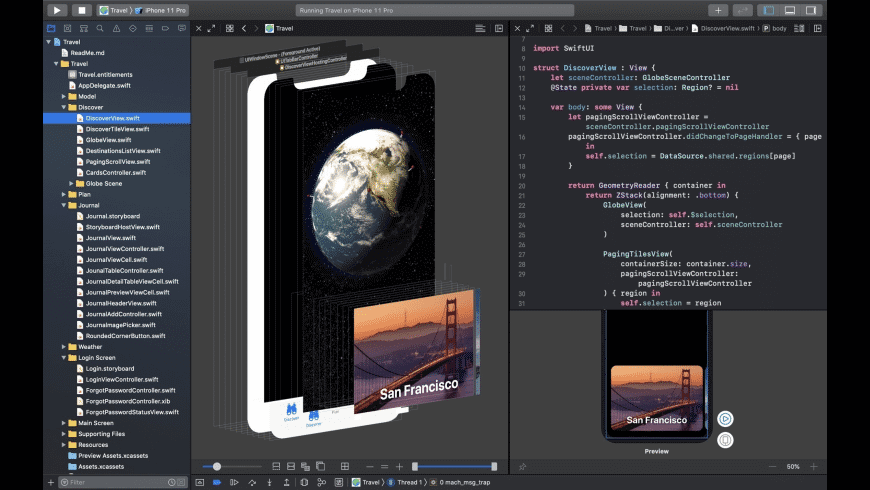 Travel
iPhone 11 Pro
Running Travel on iPhone 11 Pro
Travel
ReadMe.md
Travel
Travel.entitlements
AppDelegate.swift
Model
Discover
DiscoverView.swift
DiscoverTileView.swift
GlobeView.swift
DestinationsListView.swift
PagingScrollView.swift
CardsController.swift
Globe Scene
Plan
Journal
Journal.storyboard
StoryboardHostView.swift
JournalView.swift
JournalViewController.swift
JournalViewCell.swift
JounalTableController.swift
JournalDetailTableViewCell.swift
JournalPreviewViewCell.swift
JournalHeaderView.swift
JournalAddController.swift
JournalImagePicker.swift
RoundedCornerButton.swift
Weather
Login Screen
Login.storyboard
LoginViewController.swift
ForgotPasswordController.swift
ForgotPasswordController.xib
ForgotPasswordStatusView.swift
Main Screen
Supporting Files
Resources
Preview Assets.xcassets
Assets.xcassets
Filter
Travel
UIWindowScene - (Foreground Active)
UITabBarController
DiscoverViewHostingController
San Francisco
Discover
Discover
Plan
Travel
Travel
Di...ver
DiscoverView.swift
body
7
8 import SwiftUI
9
10 struct DiscoverView : View {
11 let sceneController: GlobeSceneController
12 @State private var selection: Region? = nil
13
14 var body: some View {
15 let pagingScrollViewController =
sceneController.pagingScrollViewController
16 pagingScrollViewController.didChangeToPageHandler = { page
in
17 self.selection = DataSource.shared.regions[page]
18 }
19
20 return GeometryReader { container in
21 return ZStack(alignment: .bottom) {
22 GlobeView(
23 selection: self.$selection,
24 sceneController: self.sceneController
25 )
26
27 PagingTilesView(
28 containerSize: container.size,
29 pagingScrollViewController:
pagingScrollViewController
30 ) { region in
31 self.selection = region
San Francisco
Preview
50%
Travel
Thread 1
0 mach_msg_trap